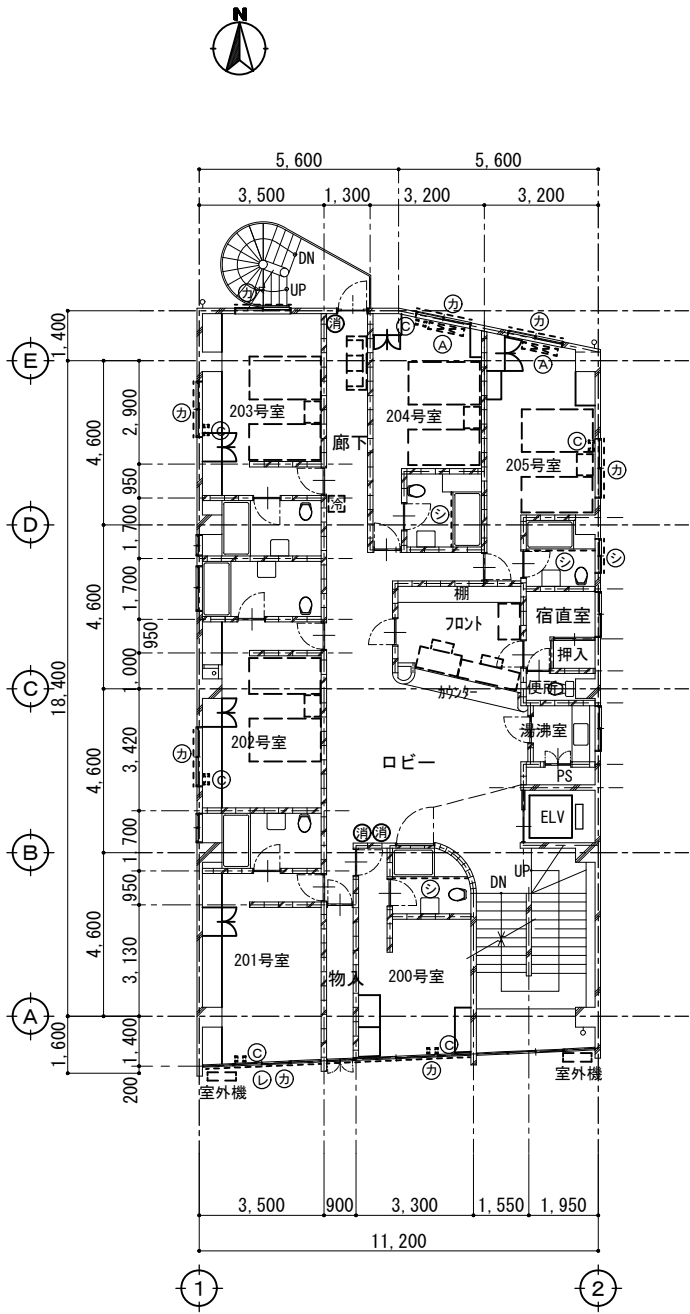 N
5,600
5,600
3,500
1,300
3,200
3,200
DN
UP
カ
カ
消
C
A
カ
A
E
1,400
カ
203号室
C
204号室
C
205号室
カ
2,900
4,600
廊下
950
冷
シ
D
1,700
シ
シ
1,700
4,600
950
棚
フロント
宿直室
押入
1,000
C
便所
カウンター
18,400
202号室
カ
C
3,420
4,600
ロビー
湯沸室
PS
ELV
消
消
B
1,700
シ
UP
DN
950
4,600
201号室
3,130
物入
200号室
A
1,600
1,400
200
C
C
室外機
レ
カ
カ
室外機
3,500
900
3,300
1,550
1,950
11,200
1
2